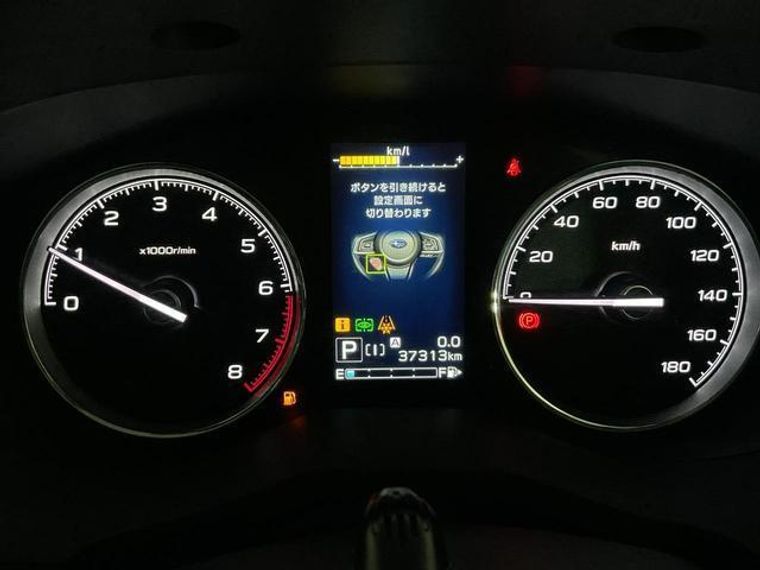 km/l
- +
ボタンを引き続けると
設定画面に
切り替わります
0 1 2 3 4 5 6 7 8
x1000r/min
0 20 40 60 80 100 120 140 160 180
km/h
(P)
i
P [I] A 0.0
37313km
E F